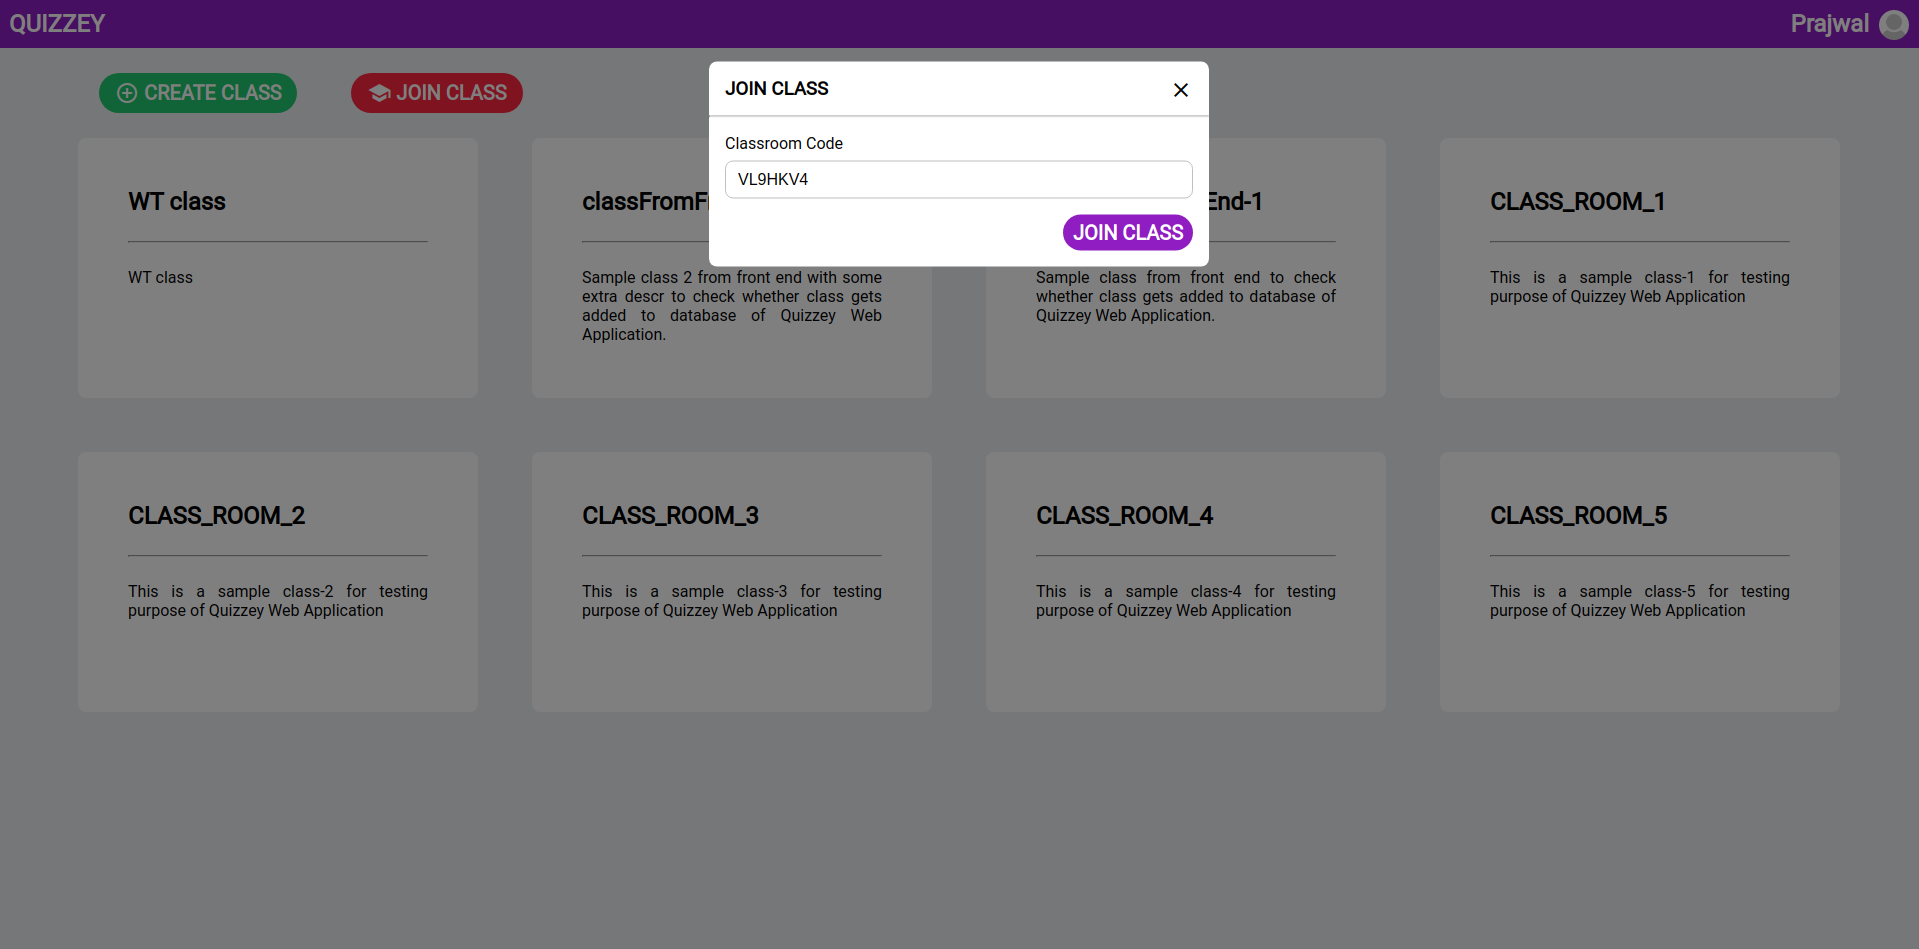 QUIZZEY
Prajwal
CREATE CLASS
JOIN CLASS
JOIN CLASS
Classroom Code
VL9HKV4
JOIN CLASS
WT class
WT class
classFromF
Sample class 2 from front end with some
extra descr to check whether class gets
added to database of Quizzey Web
Application.
End-1
Sample class from front end to check
whether class gets added to database of
Quizzey Web Application.
CLASS_ROOM_1
This is a sample class-1 for testing
purpose of Quizzey Web Application
CLASS_ROOM_2
This is a sample class-2 for testing
purpose of Quizzey Web Application
CLASS_ROOM_3
This is a sample class-3 for testing
purpose of Quizzey Web Application
CLASS_ROOM_4
This is a sample class-4 for testing
purpose of Quizzey Web Application
CLASS_ROOM_5
This is a sample class-5 for testing
purpose of Quizzey Web Application